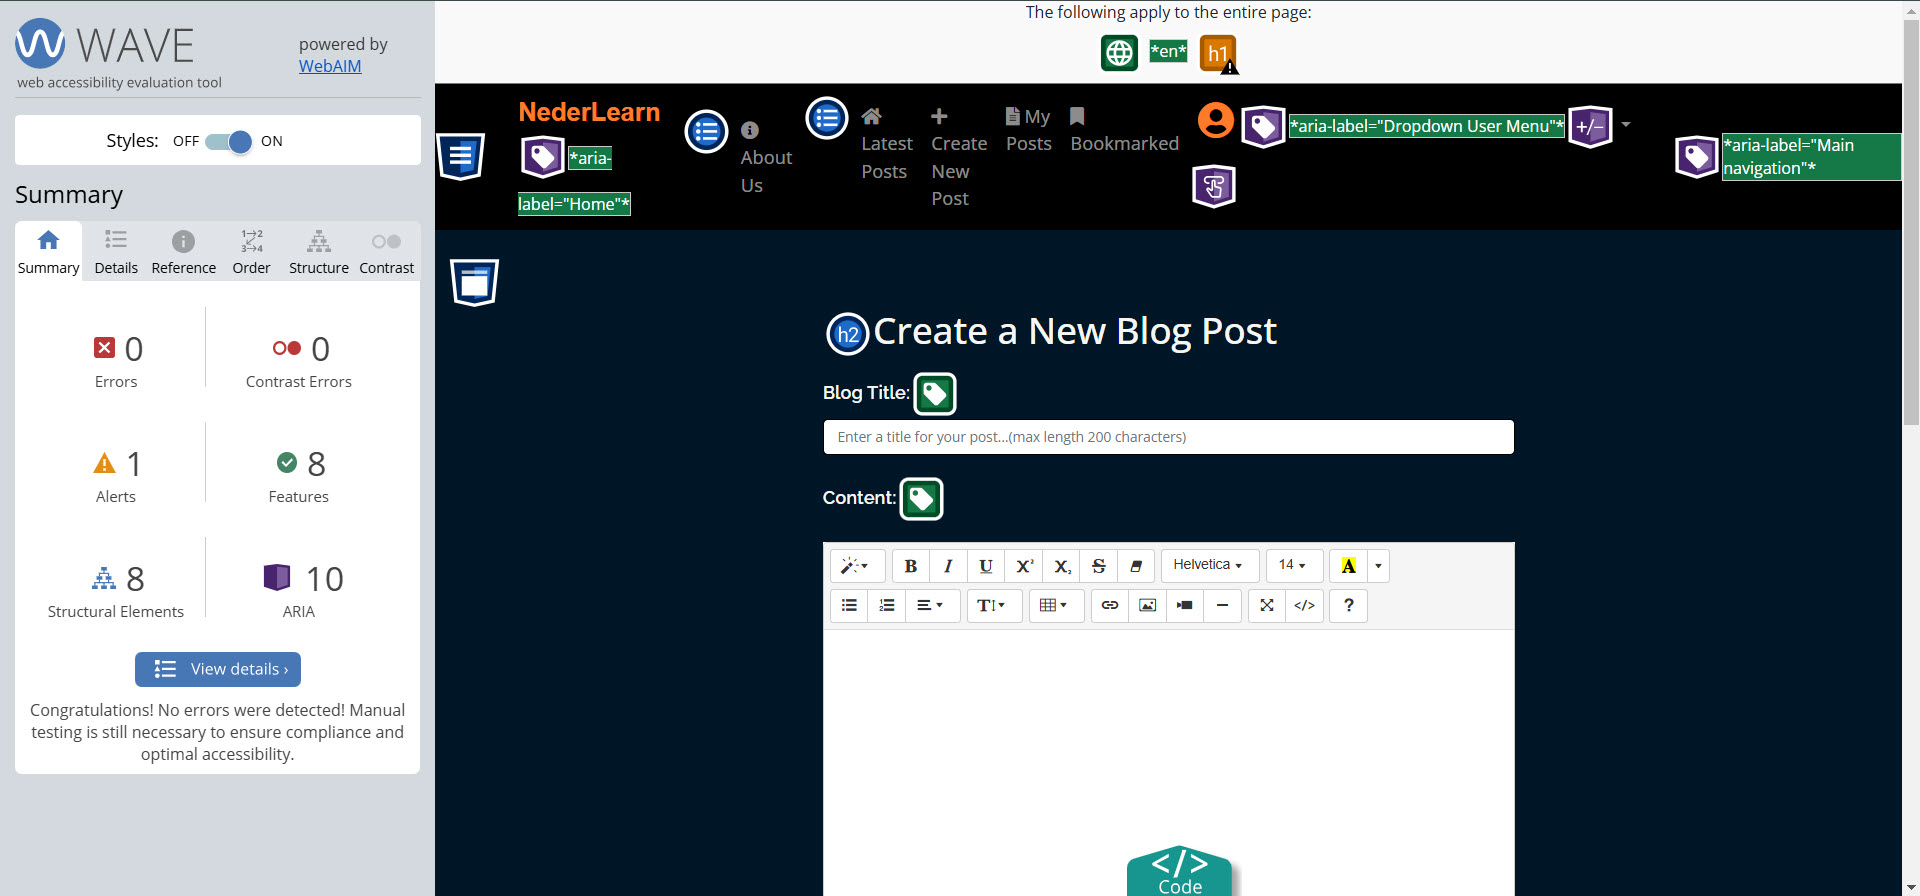 WAVE
web accessibility evaluation tool
powered by
WebAIM
Styles: OFF ON
Summary
Summary Details Reference Order Structure Contrast
0
Errors
0
Contrast Errors
1
Alerts
8
Features
8
Structural Elements
10
ARIA
View details ›
Congratulations! No errors were detected! Manual
testing is still necessary to ensure compliance and
optimal accessibility.
The following apply to the entire page:
*en* h1
NederLearn
*aria-
label="Home"*
About
Us
Latest
Posts
Create
New
Post
My
Posts
Bookmarked
*aria-label="Dropdown User Menu"* +/−
*aria-label="Main
navigation"*
h2 Create a New Blog Post
Blog Title:
Enter a title for your post...(max length 200 characters)
Content:
B I U X² X₂ S Helvetica 14 A
TI </> ?
</>
Code